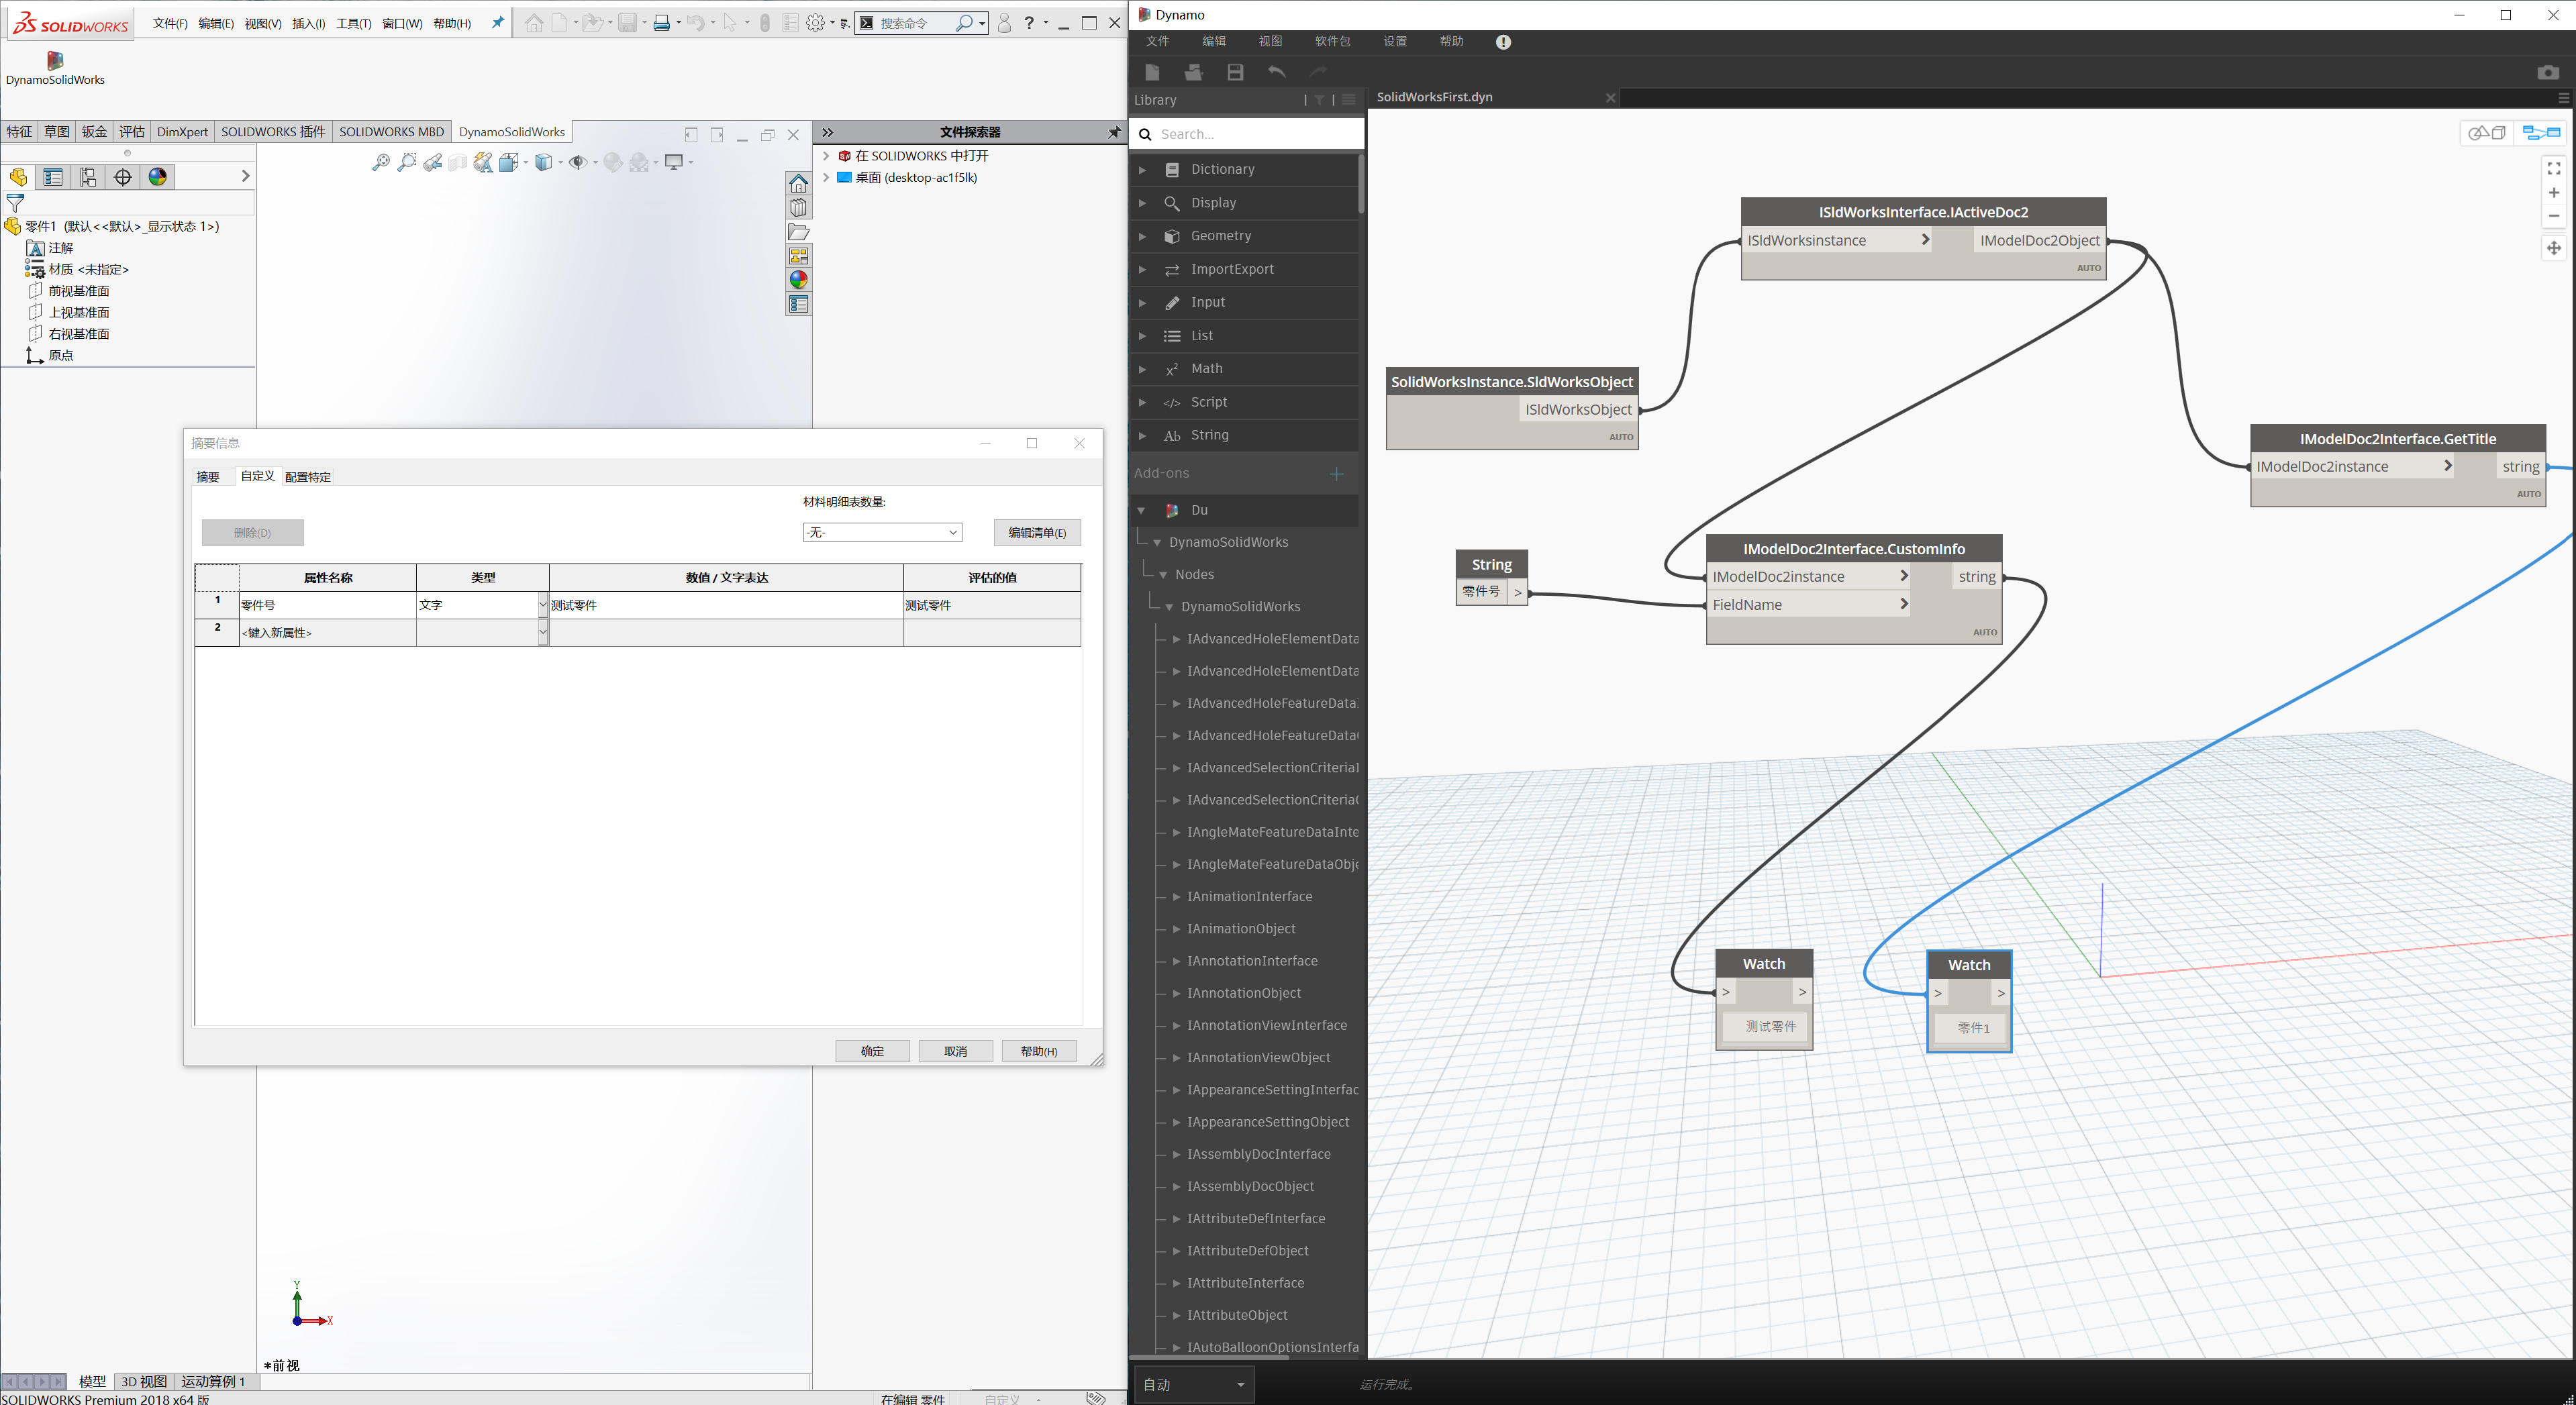 SOLIDWORKS
文件(F) 编辑(E) 视图(V) 插入(I) 工具(T) 窗口(W) 帮助(H)
搜索命令
DynamoSolidWorks
特征 草图 钣金 评估 DimXpert SOLIDWORKS 插件 SOLIDWORKS MBD DynamoSolidWorks
文件探索器
在 SOLIDWORKS 中打开
桌面 (desktop-ac1f5lk)
零件1 (默认<<默认>_显示状态 1>)
注解
材质 <未指定>
前视基准面
上视基准面
右视基准面
原点
摘要信息
摘要 自定义 配置特定
材料明细表数量:
删除(D) -无- 编辑清单(E)
属性名称 类型 数值 / 文字表达 评估的值
1 零件号 文字 测试零件 测试零件
2 <键入新属性>
确定 取消 帮助(H)
Y
X
*前视
模型 3D 视图 运动算例 1
SOLIDWORKS Premium 2018 x64 版 在编辑 零件 自定义
Dynamo
文件 编辑 视图 软件包 设置 帮助
Library
SolidWorksFirst.dyn
Search...
Dictionary
Display
Geometry
ImportExport
Input
List
Math
Script
String
Add-ons
Du
DynamoSolidWorks
Nodes
DynamoSolidWorks
IAdvancedHoleElementData
IAdvancedHoleElementData
IAdvancedHoleFeatureData
IAdvancedHoleFeatureData
IAdvancedSelectionCriteria
IAdvancedSelectionCriteria
IAngleMateFeatureDataInte
IAngleMateFeatureDataObje
IAnimationInterface
IAnimationObject
IAnnotationInterface
IAnnotationObject
IAnnotationViewInterface
IAnnotationViewObject
IAppearanceSettingInterfac
IAppearanceSettingObject
IAssemblyDocInterface
IAssemblyDocObject
IAttributeDefInterface
IAttributeDefObject
IAttributeInterface
IAttributeObject
IAutoBalloonOptionsInterfa
自动 运行完成。
ISldWorksInterface.IActiveDoc2
ISldWorksinstance > IModelDoc2Object
AUTO
SolidWorksInstance.SldWorksObject
ISldWorksObject
AUTO
IModelDoc2Interface.GetTitle
IModelDoc2instance > string
AUTO
String
零件号 >
IModelDoc2Interface.CustomInfo
IModelDoc2instance > string
FieldName >
AUTO
Watch
> >
测试零件
Watch
> >
零件1